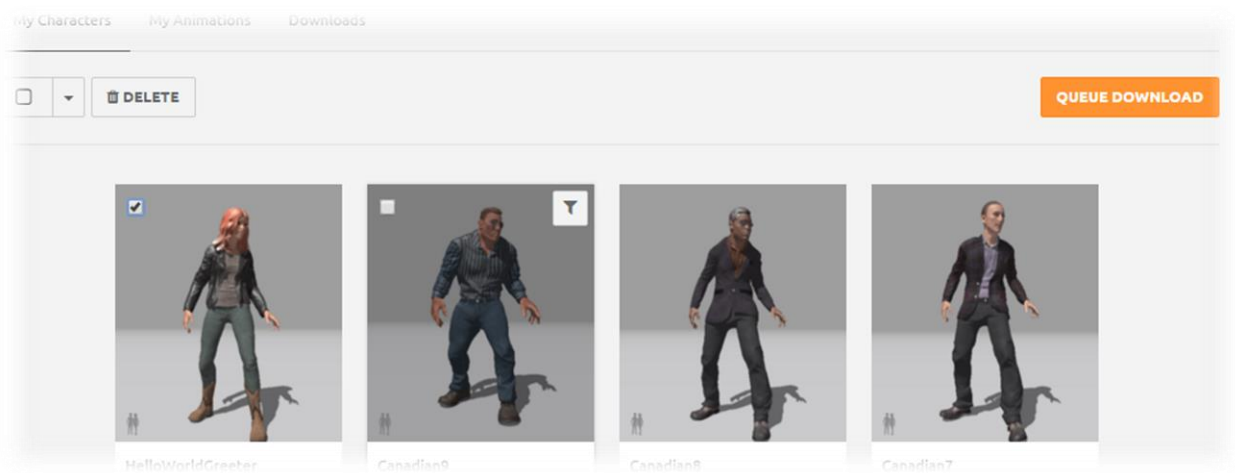 My Characters My Animations Downloads
DELETE QUEUE DOWNLOAD
HelloWorldGreeter Canadian9 Canadian8 Canadian7